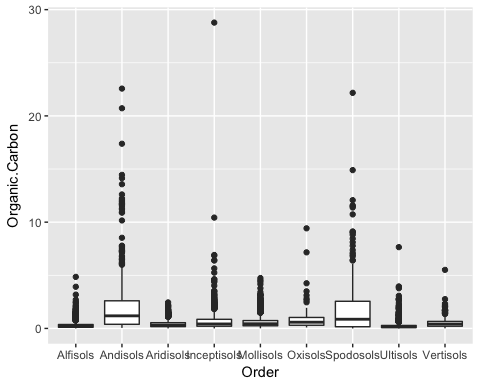 30
20
10
0
Organic.Carbon
Alfisols Andisols Aridisols Inceptisols Mollisols Oxisols Spodosols Ultisols Vertisols
Order